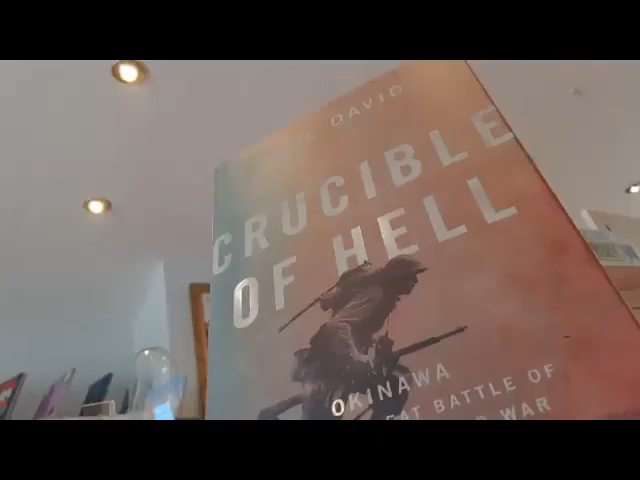 DAVID
CRUCIBLE
OF HELL
OKINAWA
BATTLE OF
WAR